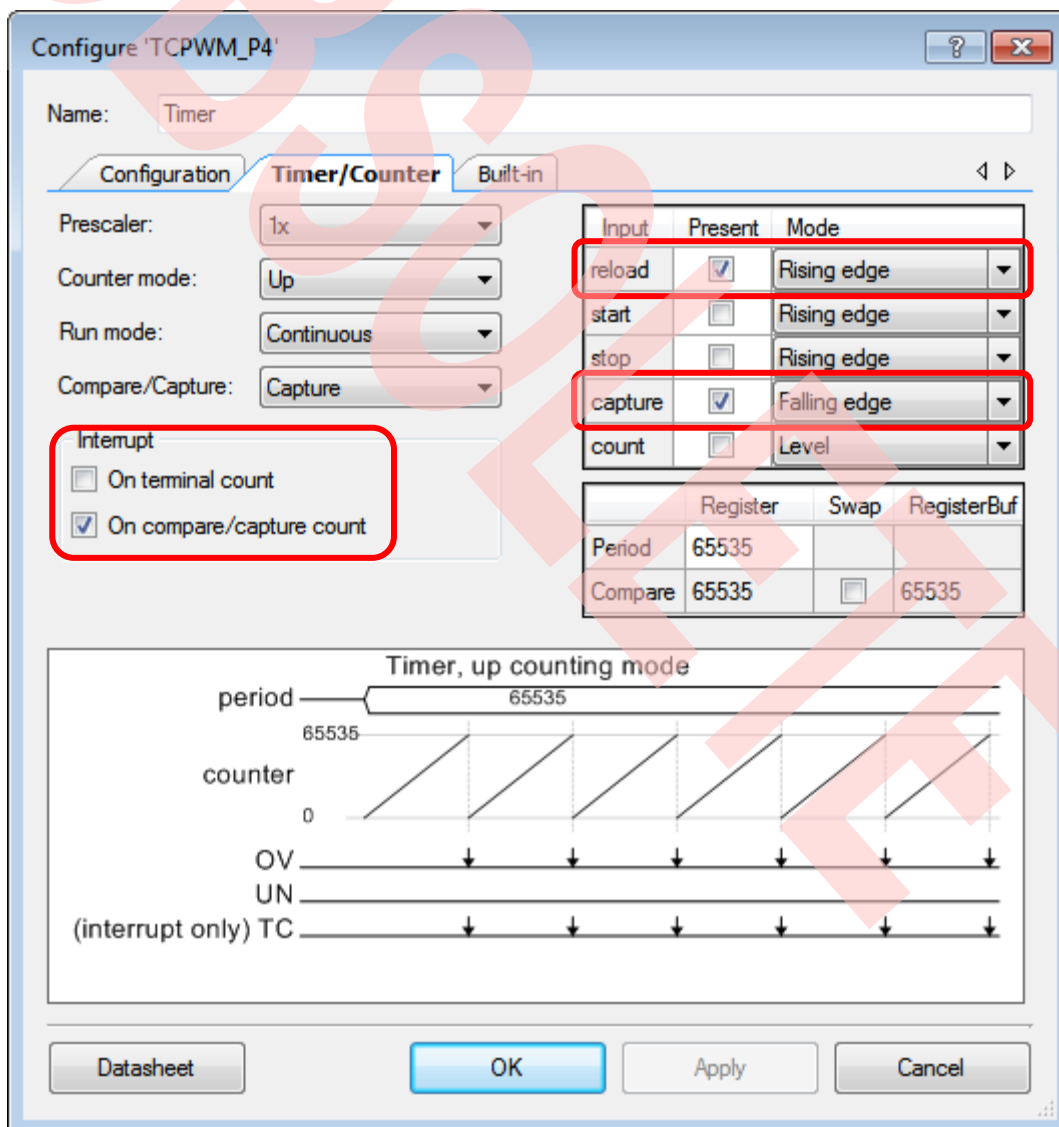 Configure 'TCPWM_P4'
Name: Timer
Configuration Timer/Counter Built-in
Prescaler: 1x
Counter mode: Up
Run mode: Continuous
Compare/Capture: Capture
Interrupt
On terminal count
On compare/capture count
Input Present Mode
reload Rising edge
start Rising edge
stop Rising edge
capture Falling edge
count Level
Register Swap RegisterBuf
Period 65535
Compare 65535 65535
Timer, up counting mode
period 65535
65535
counter
0
OV
UN
(interrupt only) TC
Datasheet OK Apply Cancel